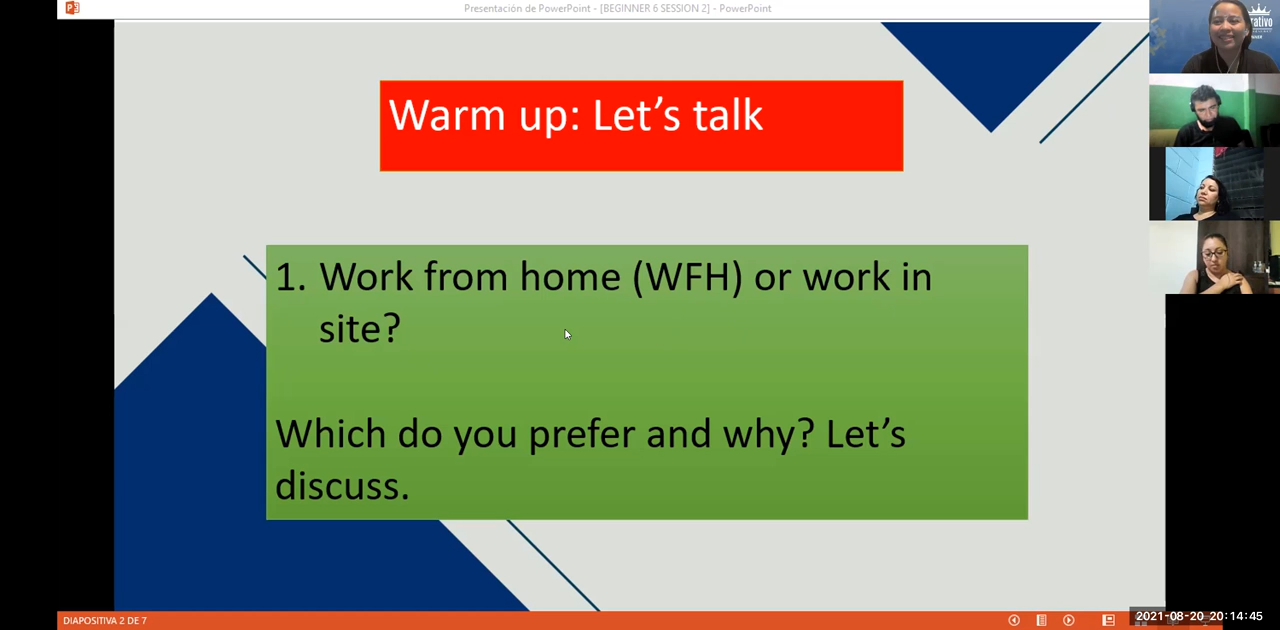 Presentación de PowerPoint - [BEGINNER 6 SESSION 2] - PowerPoint
Warm up: Let's talk
1. Work from home (WFH) or work in
site?
Which do you prefer and why? Let's
discuss.
DIAPOSITIVA 2 DE 7
2021-08-20 20:14:45